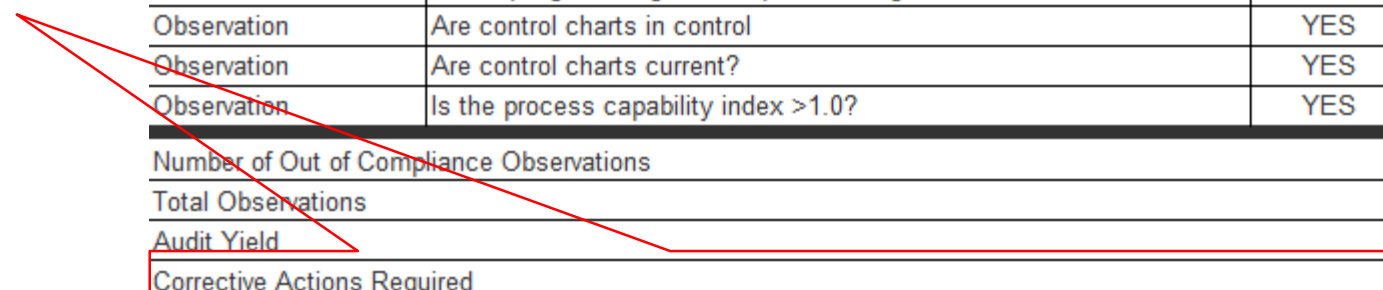 Observation Are control charts in control YES
Observation Are control charts current? YES
Observation Is the process capability index >1.0? YES
Number of Out of Compliance Observations
Total Observations
Audit Yield
Corrective Actions Required